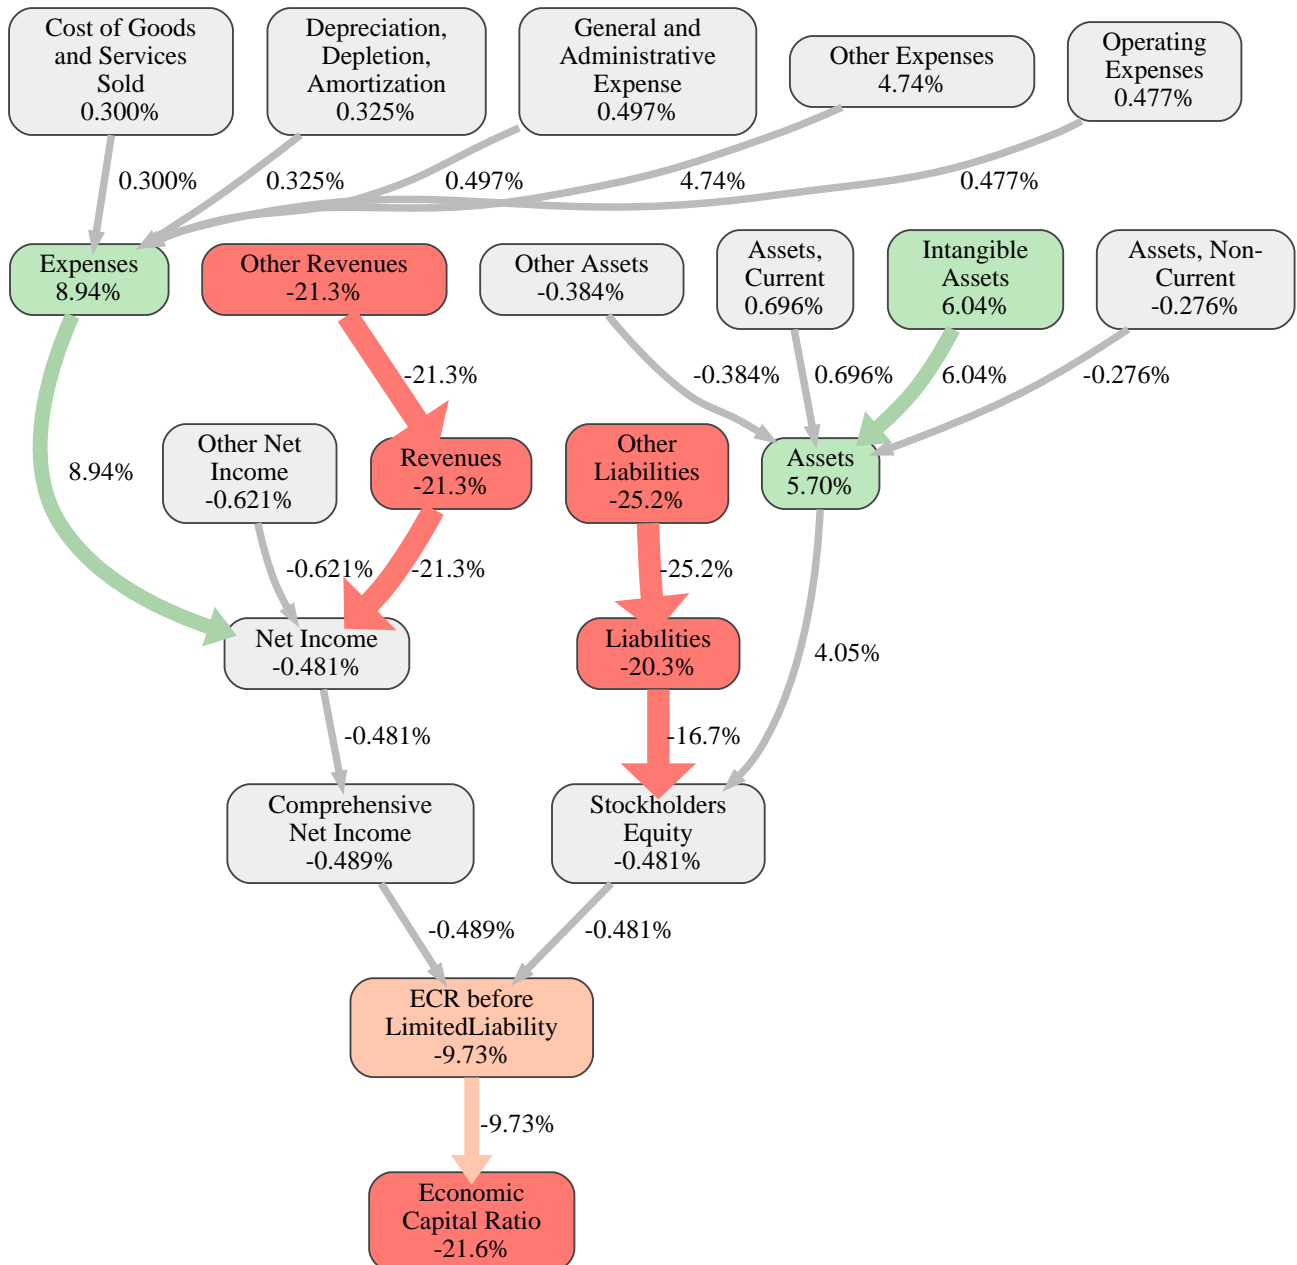 Cost of Goods
and Services
Sold
0.300%
Depreciation,
Depletion,
Amortization
0.325%
General and
Administrative
Expense
0.497%
Other Expenses
4.74%
Operating
Expenses
0.477%
0.300%
0.325%
0.497%
4.74%
0.477%
Expenses
8.94%
Other Revenues
-21.3%
Other Assets
-0.384%
Assets,
Current
0.696%
Intangible
Assets
6.04%
Assets, Non-
Current
-0.276%
-21.3%
-0.384%
0.696%
6.04%
-0.276%
8.94%
Other Net
Income
-0.621%
Revenues
-21.3%
Other
Liabilities
-25.2%
Assets
5.70%
-0.621%
-21.3%
-25.2%
4.05%
Net Income
-0.481%
Liabilities
-20.3%
-0.481%
-16.7%
Comprehensive
Net Income
-0.489%
Stockholders
Equity
-0.481%
-0.489%
-0.481%
ECR before
LimitedLiability
-9.73%
-9.73%
Economic
Capital Ratio
-21.6%